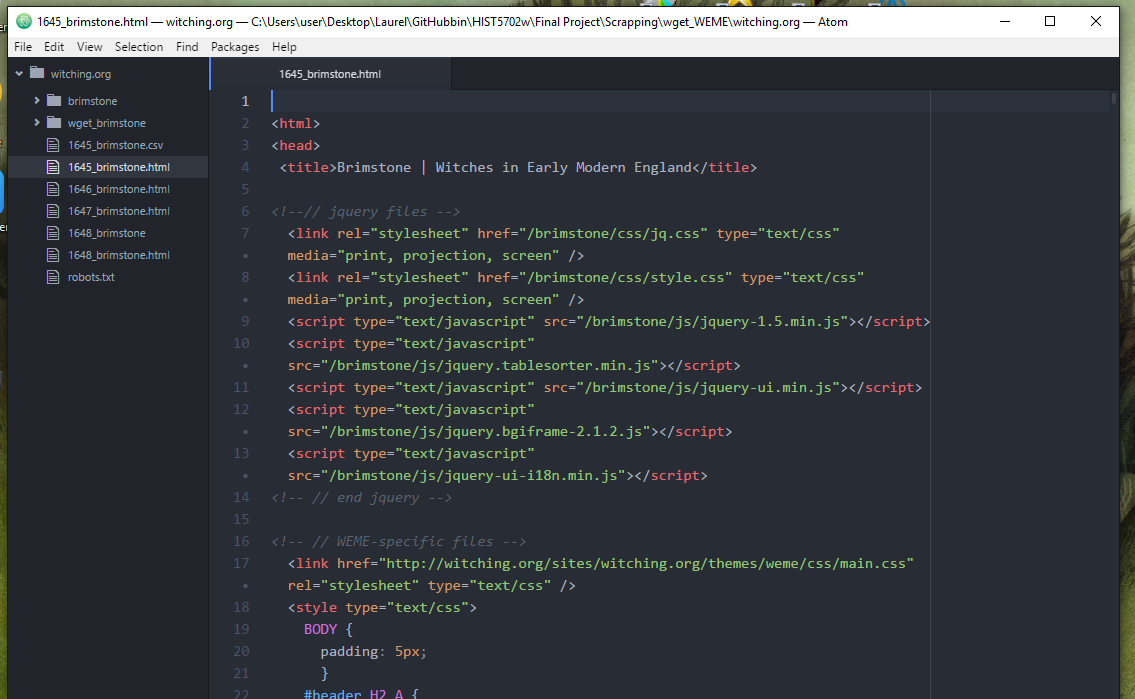 1645_brimstone.html — witching.org — C:\Users\user\Desktop\Laurel\GitHubbin\HIST5702w\Final Project\Scrapping\wget_WEME\witching.org — Atom
File Edit View Selection Find Packages Help
witching.org
brimstone
wget_brimstone
1645_brimstone.csv
1645_brimstone.html
1646_brimstone.html
1647_brimstone.html
1648_brimstone
1648_brimstone.html
robots.txt
1645_brimstone.html
1
2 <html>
3 <head>
4 <title>Brimstone | Witches in Early Modern England</title>
5
6 <!--// jquery files -->
7 <link rel="stylesheet" href="/brimstone/css/jq.css" type="text/css"
• media="print, projection, screen" />
8 <link rel="stylesheet" href="/brimstone/css/style.css" type="text/css"
• media="print, projection, screen" />
9 <script type="text/javascript" src="/brimstone/js/jquery-1.5.min.js"></script>
10 <script type="text/javascript"
• src="/brimstone/js/jquery.tablesorter.min.js"></script>
11 <script type="text/javascript" src="/brimstone/js/jquery-ui.min.js"></script>
12 <script type="text/javascript"
• src="/brimstone/js/jquery.bgiframe-2.1.2.js"></script>
13 <script type="text/javascript"
• src="/brimstone/js/jquery-ui-i18n.min.js"></script>
14 <!-- // end jquery -->
15
16 <!-- // WEME-specific files -->
17 <link href="http://witching.org/sites/witching.org/themes/weme/css/main.css"
• rel="stylesheet" type="text/css" />
18 <style type="text/css">
19 BODY {
20 padding: 5px;
21 }
22 #header H2 A {